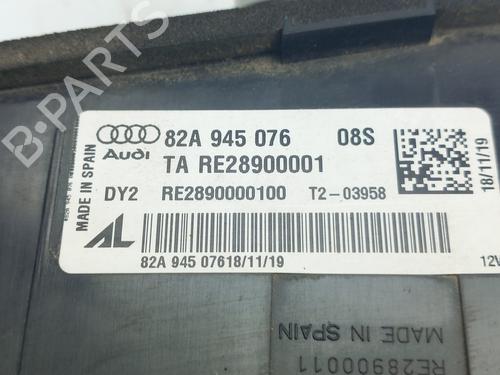 B-PARTS
MADE IN SPAIN
Audi
82A 945 076 08S
TA RE28900001
DY2 RE2890000100 T2-03958
18/11/19
AL
82A 945 07618/11/19
12V
MADE IN SPAIN
RE28900011